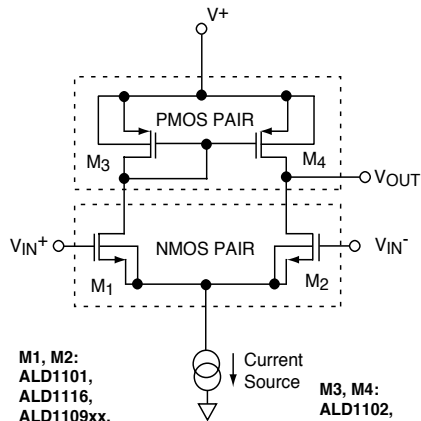 V+
PMOS PAIR
M3
M4
VOUT
VIN+
NMOS PAIR
VIN-
M1
M2
Current
Source
M1, M2:
ALD1101,
ALD1116,
ALD1109xx,
M3, M4:
ALD1102,